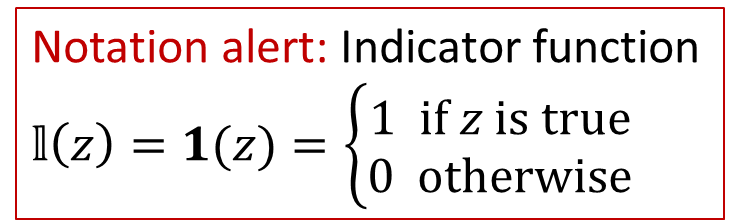 Notation alert: Indicator function
𝕀(z) = 𝟏(z) = { 1 if z is true
0 otherwise